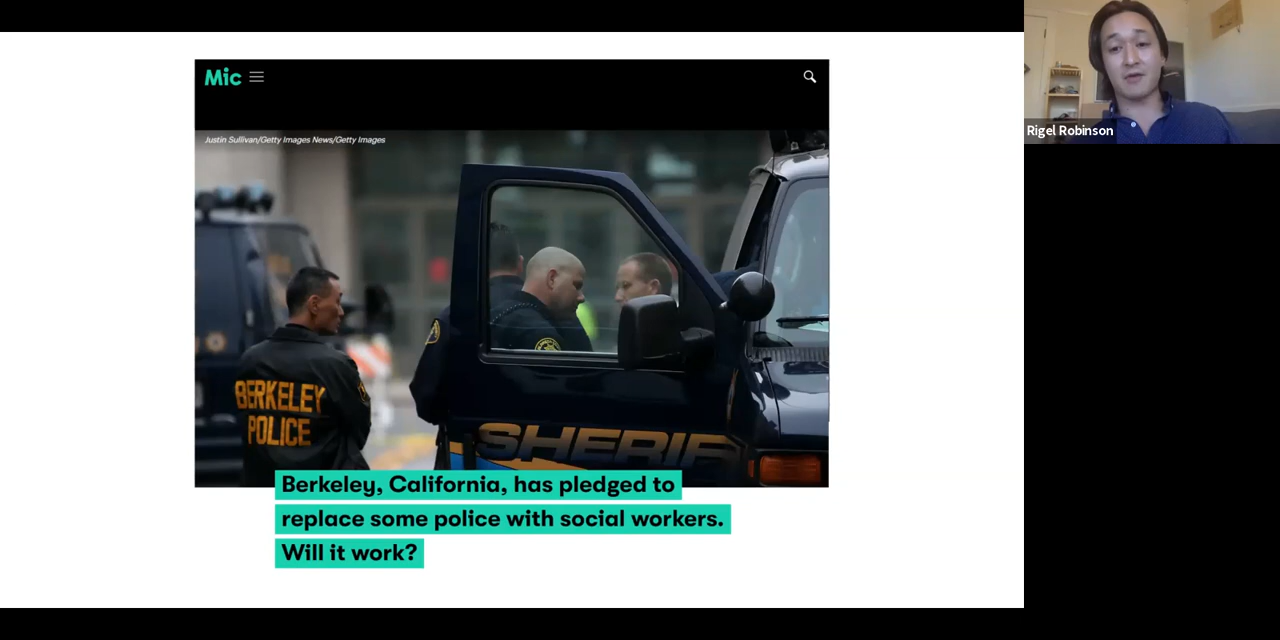 Mic
Justin Sullivan/Getty Images News/Getty Images
BERKELEY
POLICE
SHERIF
Berkeley, California, has pledged to
replace some police with social workers.
Will it work?
Rigel Robinson